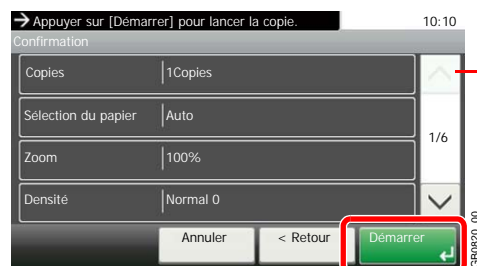 Appuyer sur [Démarrer] pour lancer la copie. 10:10
Confirmation
Copies 1Copies
Sélection du papier Auto
1/6
Zoom 100%
Densité Normal 0
Annuler < Retour Démarrer
GB0820_00